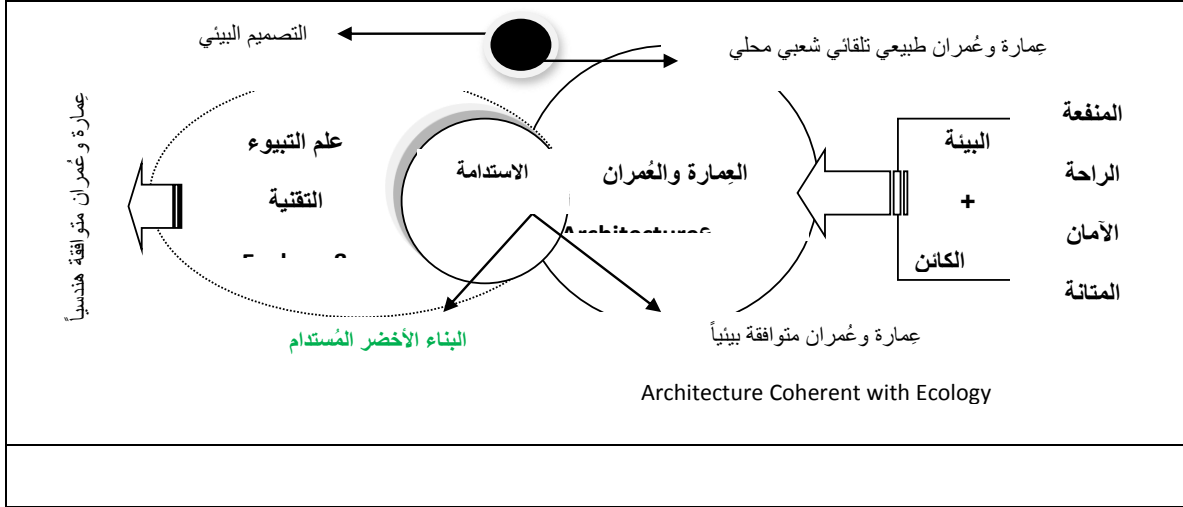 التصميم البيئي
عِمارة وعُمران طبيعي تلقائي شعبي محلي
المنفعة
الراحة
الآمان
المتانة
البيئة
+
الكائن
العِمارة والعُمران
الاستدامة
علم التبيوء
التقنية
عِمارة وعُمران متوافقة هندسياً
عِمارة وعُمران متوافقة بيئياً
البناء الأخضر المُستدام
Architecture Coherent with Ecology